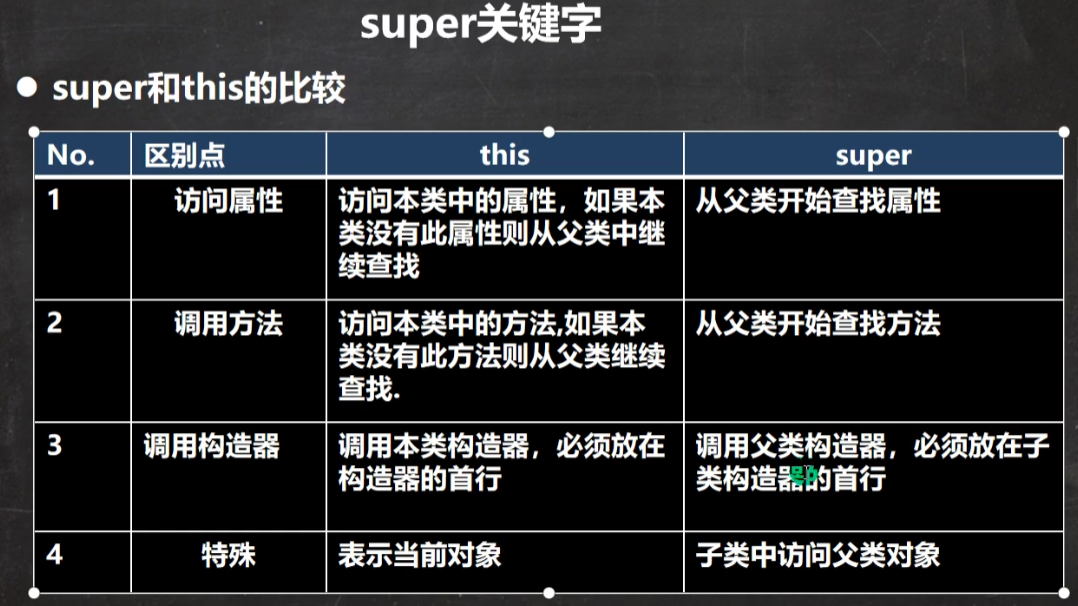 super关键字
super和this的比较
No. 区别点 this super
1 访问属性 访问本类中的属性，如果本 从父类开始查找属性
类没有此属性则从父类中继
续查找
2 调用方法 访问本类中的方法,如果本 从父类开始查找方法
类没有此方法则从父类继续
查找.
3 调用构造器 调用本类构造器，必须放在 调用父类构造器，必须放在子
构造器的首行 类构造器的首行
4 特殊 表示当前对象 子类中访问父类对象